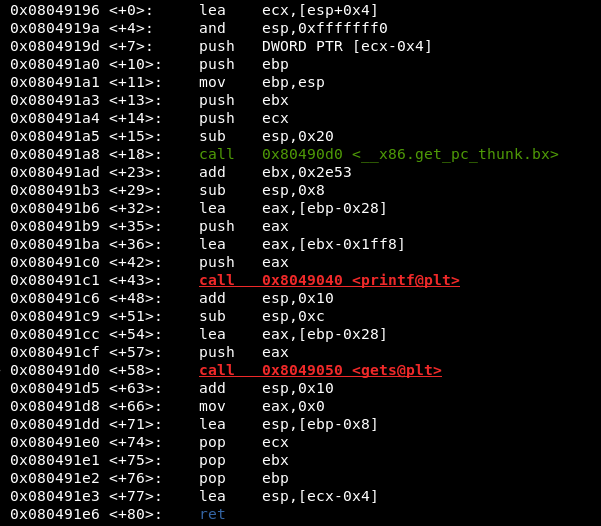 0x08049196 <+0>: lea ecx,[esp+0x4]
0x0804919a <+4>: and esp,0xfffffff0
0x0804919d <+7>: push DWORD PTR [ecx-0x4]
0x080491a0 <+10>: push ebp
0x080491a1 <+11>: mov ebp,esp
0x080491a3 <+13>: push ebx
0x080491a4 <+14>: push ecx
0x080491a5 <+15>: sub esp,0x20
0x080491a8 <+18>: call 0x80490d0 <__x86.get_pc_thunk.bx>
0x080491ad <+23>: add ebx,0x2e53
0x080491b3 <+29>: sub esp,0x8
0x080491b6 <+32>: lea eax,[ebp-0x28]
0x080491b9 <+35>: push eax
0x080491ba <+36>: lea eax,[ebx-0x1ff8]
0x080491c0 <+42>: push eax
0x080491c1 <+43>: call 0x8049040 <printf@plt>
0x080491c6 <+48>: add esp,0x10
0x080491c9 <+51>: sub esp,0xc
0x080491cc <+54>: lea eax,[ebp-0x28]
0x080491cf <+57>: push eax
0x080491d0 <+58>: call 0x8049050 <gets@plt>
0x080491d5 <+63>: add esp,0x10
0x080491d8 <+66>: mov eax,0x0
0x080491dd <+71>: lea esp,[ebp-0x8]
0x080491e0 <+74>: pop ecx
0x080491e1 <+75>: pop ebx
0x080491e2 <+76>: pop ebp
0x080491e3 <+77>: lea esp,[ecx-0x4]
0x080491e6 <+80>: ret